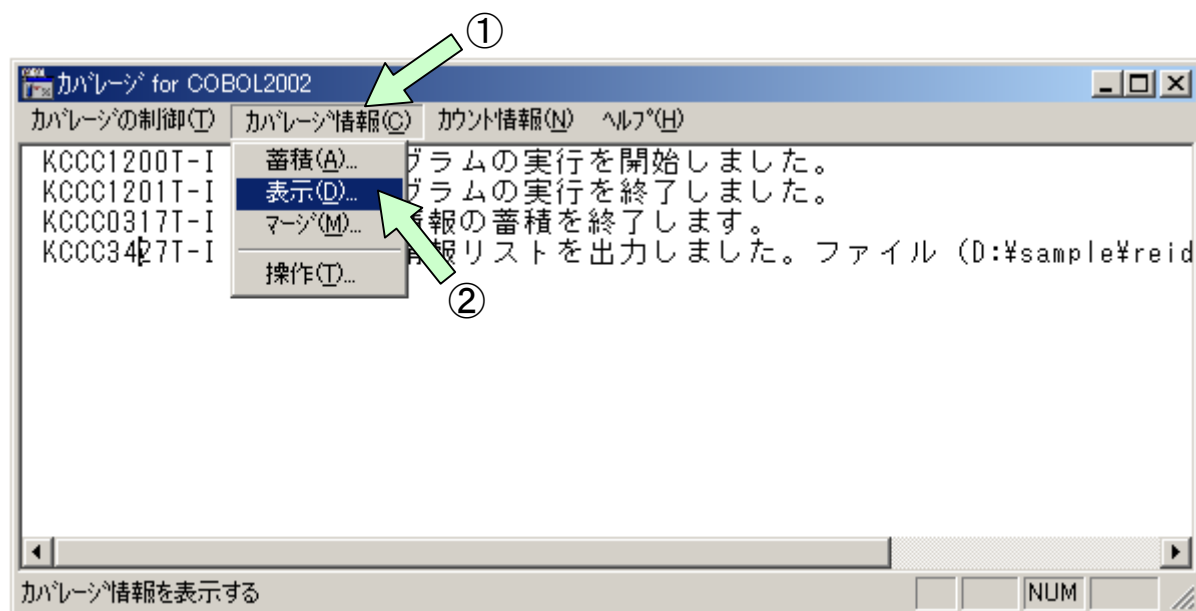 ①
カバレージ for COBOL2002
カバレージの制御(T) カバレージ情報(C) カウント情報(N) ヘルプ(H)
KCCC1200T-I グラムの実行を開始しました。
KCCC1201T-I グラムの実行を終了しました。
KCCC0317T-I 情報の蓄積を終了します。
KCCC3427T-I 情報リストを出力しました。ファイル (D:¥sample¥reid
蓄積(A)...
表示(D)...
マージ(M)...
操作(T)...
②
カバレージ情報を表示する NUM